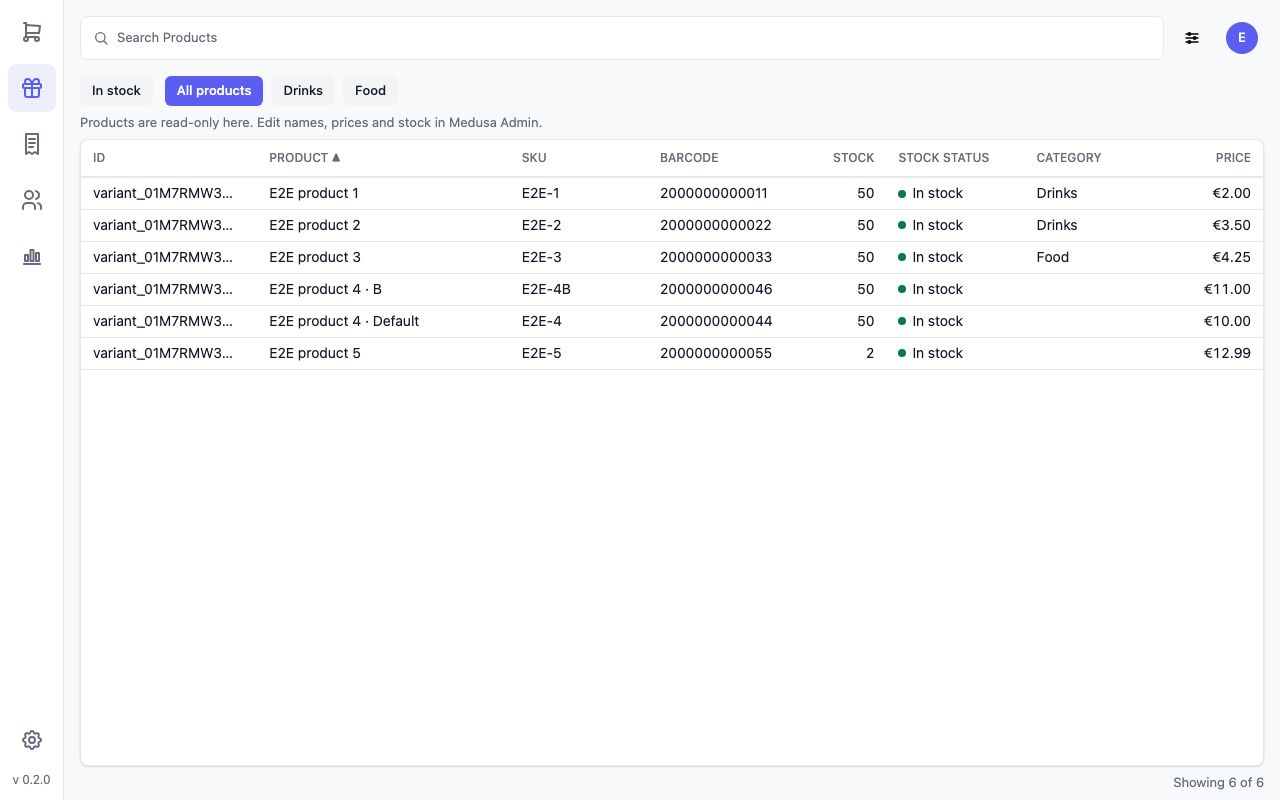 Search Products
E
In stock All products Drinks Food
Products are read-only here. Edit names, prices and stock in Medusa Admin.
ID PRODUCT ▲ SKU BARCODE STOCK STOCK STATUS CATEGORY PRICE
variant_01M7RMW3... E2E product 1 E2E-1 2000000000011 50 In stock Drinks €2.00
variant_01M7RMW3... E2E product 2 E2E-2 2000000000022 50 In stock Drinks €3.50
variant_01M7RMW3... E2E product 3 E2E-3 2000000000033 50 In stock Food €4.25
variant_01M7RMW3... E2E product 4 · B E2E-4B 2000000000046 50 In stock €11.00
variant_01M7RMW3... E2E product 4 · Default E2E-4 2000000000044 50 In stock €10.00
variant_01M7RMW3... E2E product 5 E2E-5 2000000000055 2 In stock €12.99
v 0.2.0
Showing 6 of 6